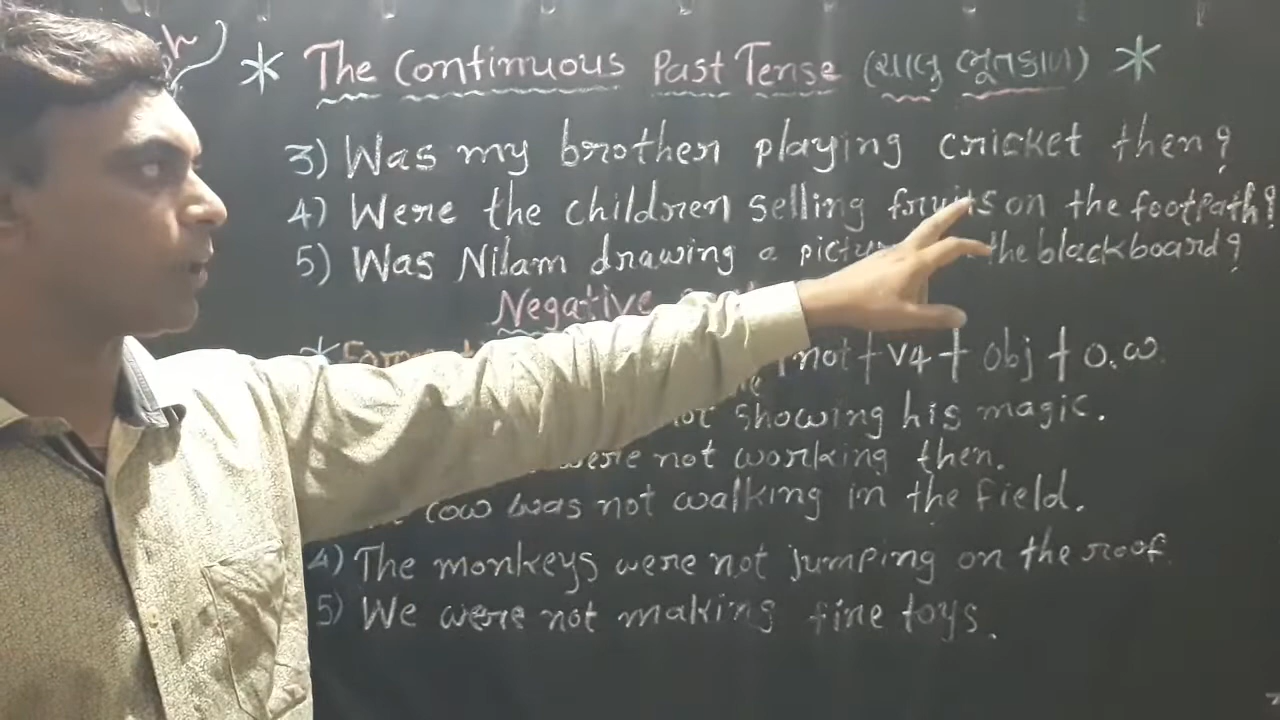 * The Continuous Past Tense (ચાલુ ભૂતકાળ) *
3) Was my brother playing cricket then?
4) Were the children selling fruits on the footpath?
5) Was Nilam drawing a the blackboard?
Negative
*
not + V4 + Obj + O.W.
showing his magic.
were not working then.
cow was not walking in the field.
4) The monkeys were not jumping on the roof.
5) We were not making fine toys.